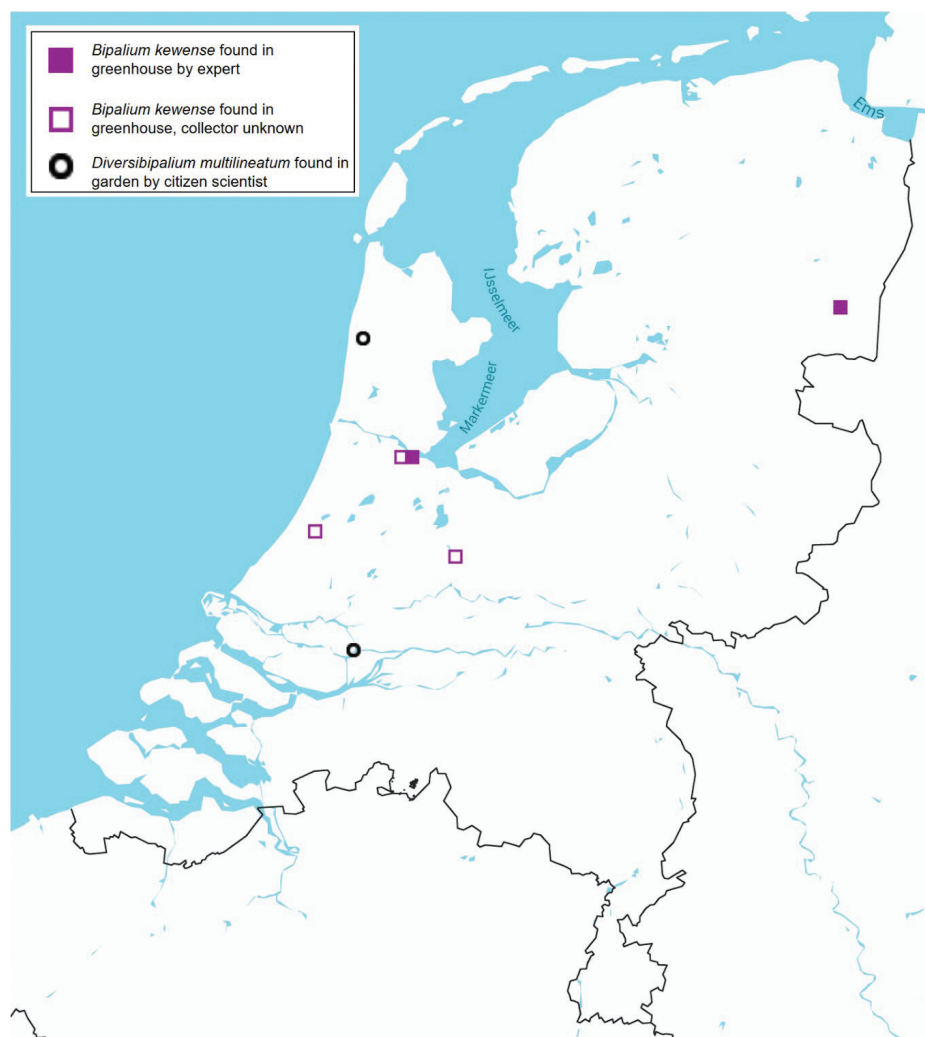 Bipalium kewense found in
greenhouse by expert
Bipalium kewense found in
greenhouse, collector unknown
Diversibipalium multilineatum found in
garden by citizen scientist
Ems
IJsselmeer
Markermeer